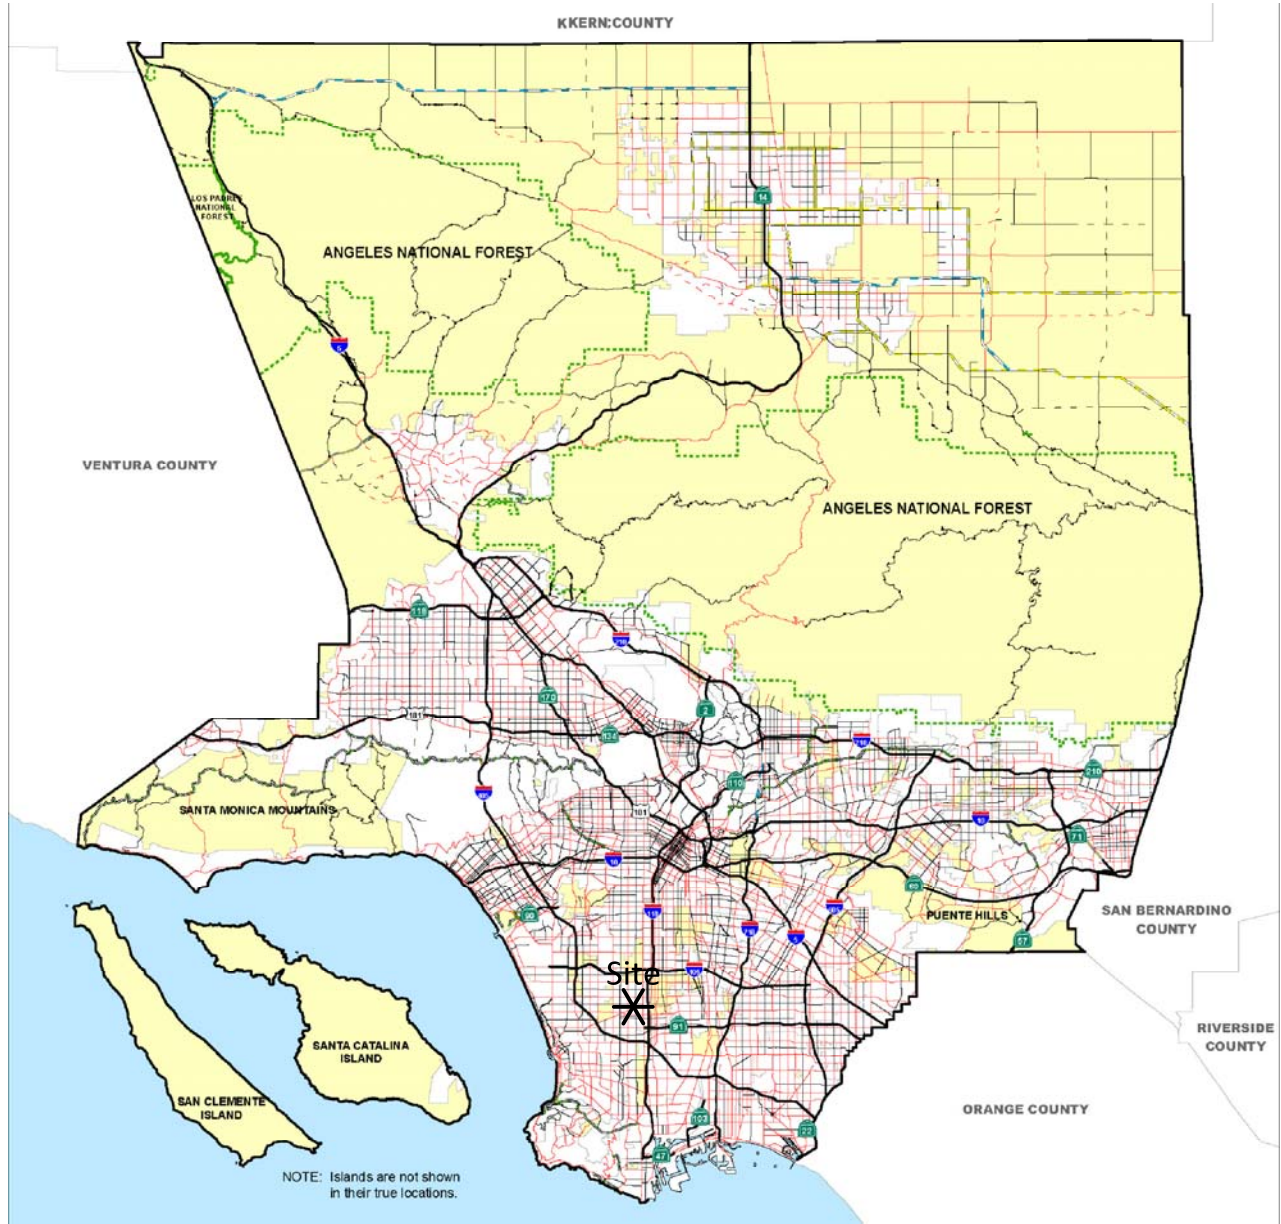 KKERN:COUNTY
14
LOS PADRES
NATIONAL
FOREST
ANGELES NATIONAL FOREST
5
VENTURA COUNTY
ANGELES NATIONAL FOREST
118
210
170
2
101
134
210
210
110
405
SANTA MONICA MOUNTAINS
101
10
71
10
60
90
110
605
PUENTE HILLS
SAN BERNARDINO
COUNTY
710
5
57
Site
91
RIVERSIDE
COUNTY
SANTA CATALINA
ISLAND
SAN CLEMENTE
ISLAND
ORANGE COUNTY
103
22
47
NOTE: Islands are not shown
in their true locations.